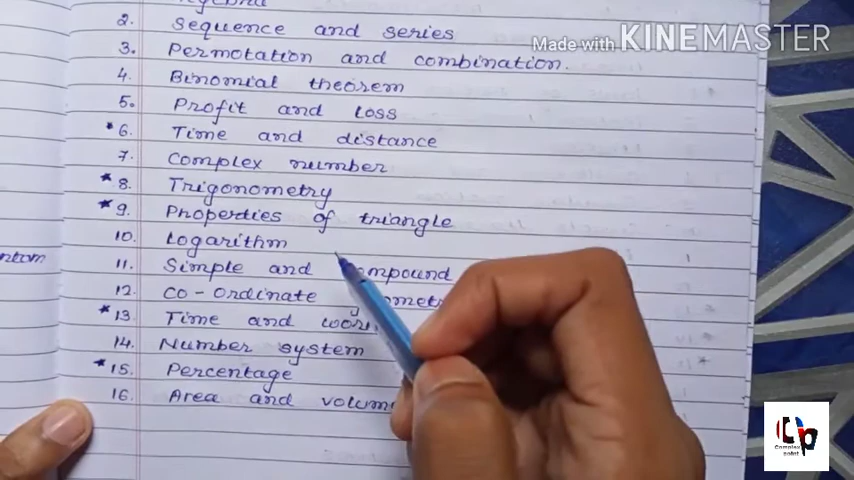 2. Sequence and series
Made with KINEMASTER
3. Permotation and combination.
4. Binomial theorem
5. Profit and Loss
*6. Time and distance
7. Complex number
*8. Trigonometry
*9. Properties of triangle
10. Logarithm
11. Simple and
12. Co-Ordinate
*13. Time and
14. Number system
*15. Percentage
16. Area and
Complex point